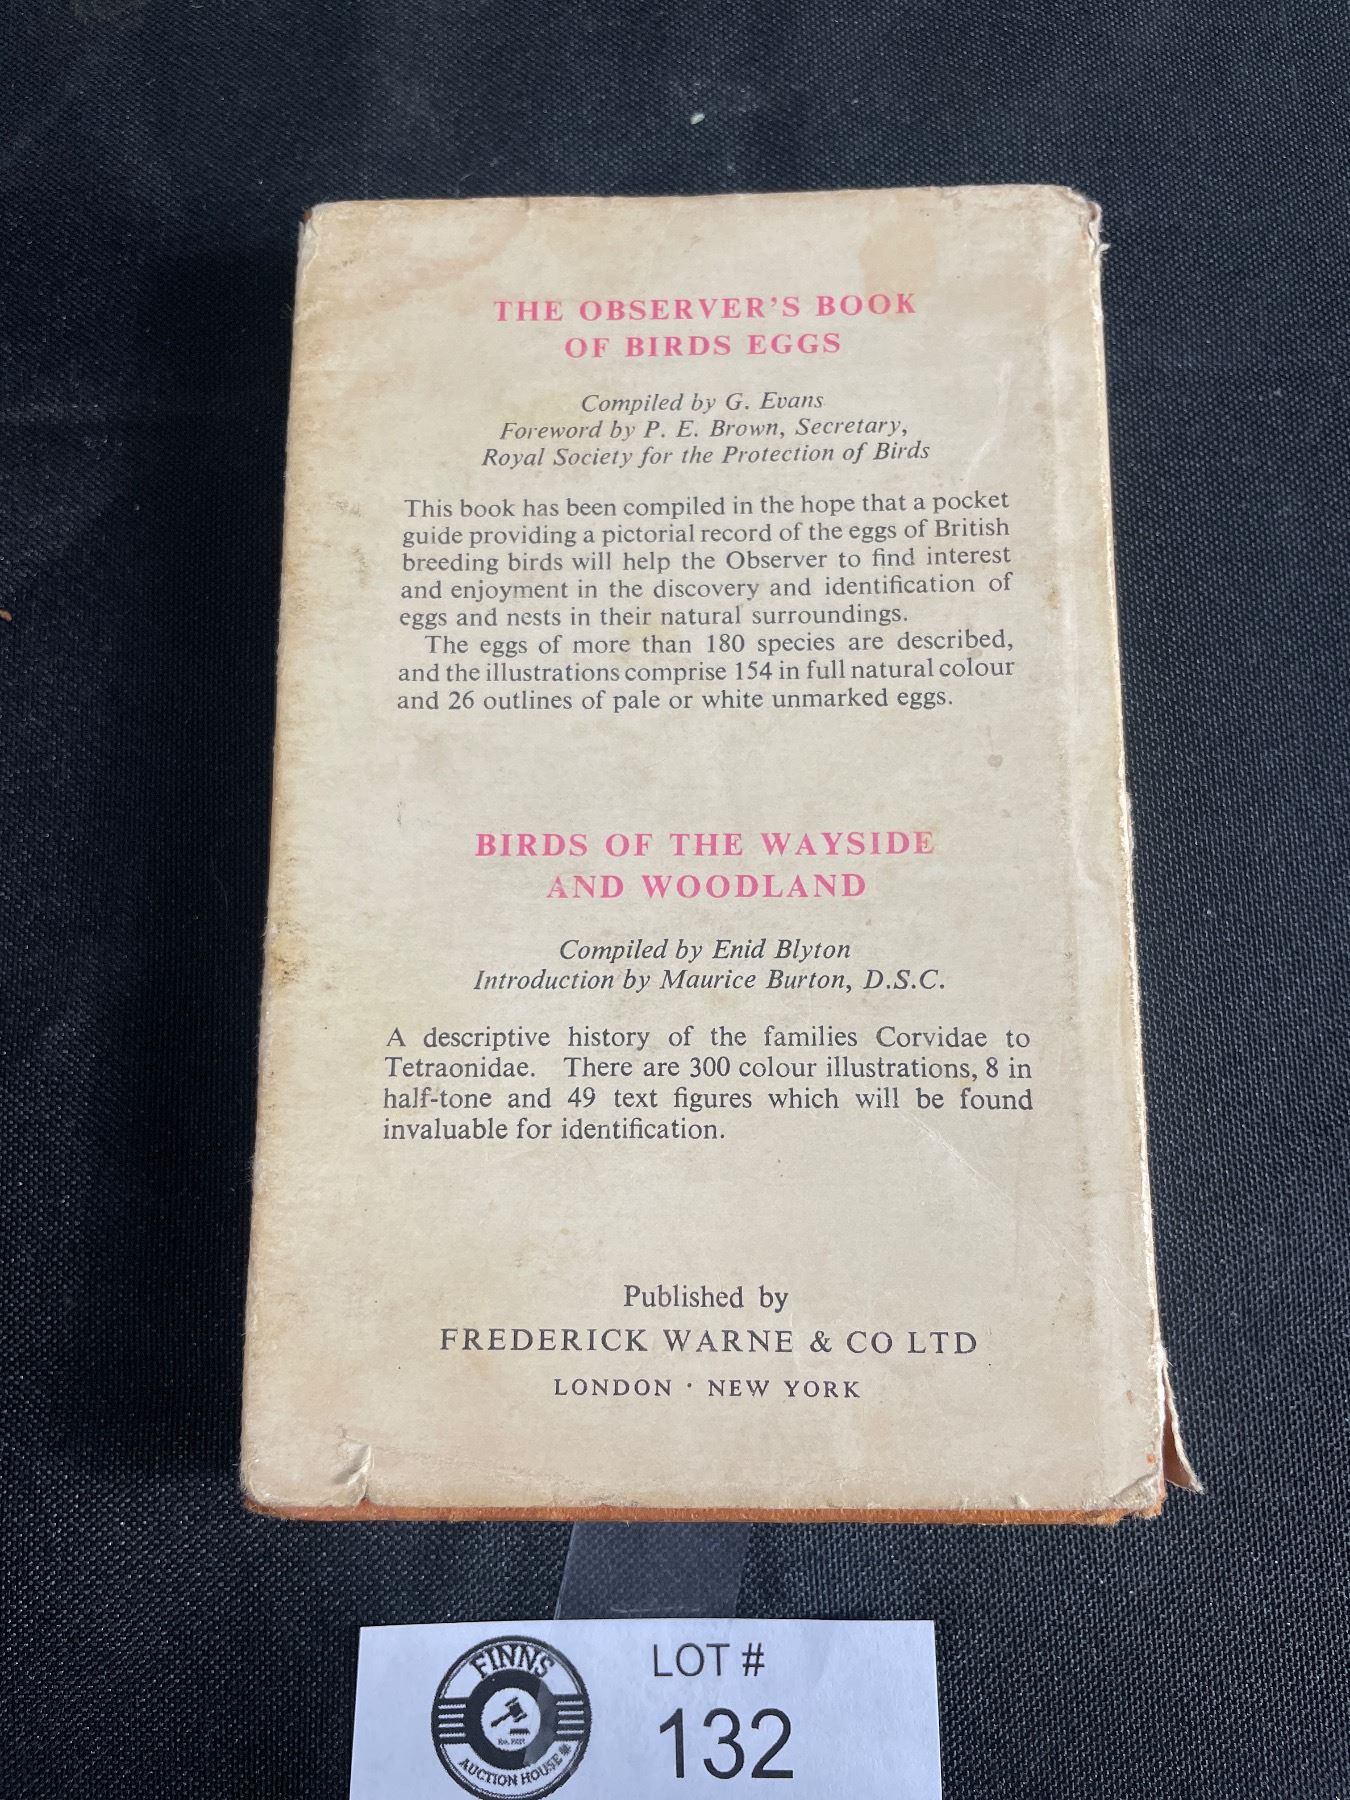 THE OBSERVER'S BOOK
OF BIRDS EGGS
Compiled by G. Evans
Foreword by P. E. Brown, Secretary,
Royal Society for the Protection of Birds
This book has been compiled in the hope that a pocket
guide providing a pictorial record of the eggs of British
breeding birds will help the Observer to find interest
and enjoyment in the discovery and identification of
eggs and nests in their natural surroundings.
The eggs of more than 180 species are described,
and the illustrations comprise 154 in full natural colour
and 26 outlines of pale or white unmarked eggs.
BIRDS OF THE WAYSIDE
AND WOODLAND
Compiled by Enid Blyton
Introduction by Maurice Burton, D.S.C.
A descriptive history of the families Corvidae to
Tetraonidae. There are 300 colour illustrations, 8 in
half-tone and 49 text figures which will be found
invaluable for identification.
Published by
FREDERICK WARNE & CO LTD
LONDON · NEW YORK
FINNS
AUCTION HOUSE
LOT #
132